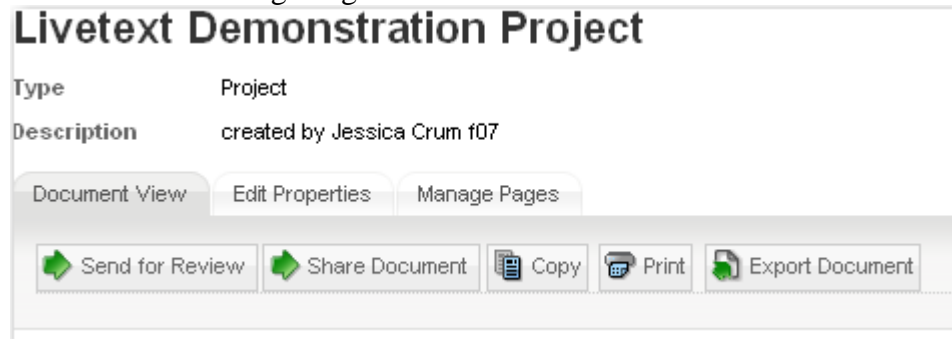 Livetext Demonstration Project
Type Project
Description created by Jessica Crum f07
Document View Edit Properties Manage Pages
Send for Review Share Document Copy Print Export Document